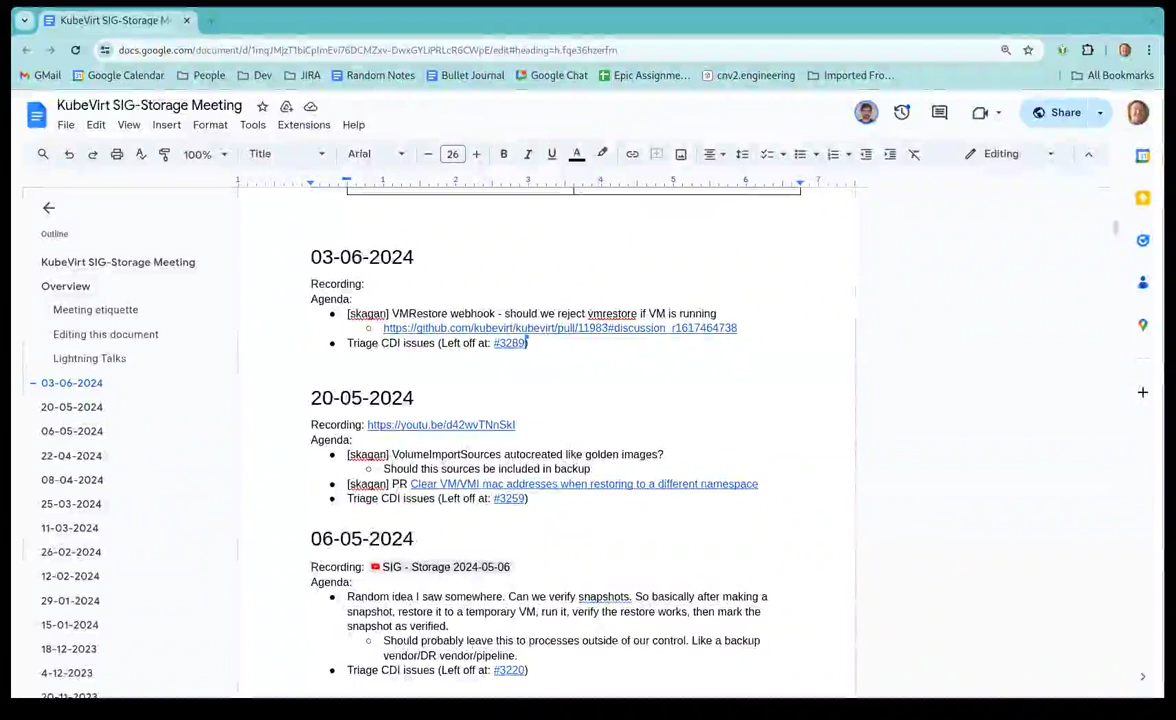 KubeVirt SIG-Storage M
docs.google.com/document/d/1mqJMjzT1biCplmEvi76DCMZxv-DwxGYLIPRLcR6CWpE/edit#heading=h.fqe36hzerfm
GMail Google Calendar People Dev JIRA Random Notes Bullet Journal Google Chat Epic Assignme... cnv2.engineering Imported Fro... All Bookmarks
KubeVirt SIG-Storage Meeting
File Edit View Insert Format Tools Extensions Help
Share
100% Title Arial 26 Editing
1 1 2 3 4 5 6 7
Outline
KubeVirt SIG-Storage Meeting
Overview
Meeting etiquette
Editing this document
Lightning Talks
03-06-2024
20-05-2024
06-05-2024
22-04-2024
08-04-2024
25-03-2024
11-03-2024
26-02-2024
12-02-2024
29-01-2024
15-01-2024
18-12-2023
4-12-2023
20-11-2023
03-06-2024
Recording:
Agenda:
[skagan] VMRestore webhook - should we reject vmrestore if VM is running
https://github.com/kubevirt/kubevirt/pull/11983#discussion_r1617464738
Triage CDI issues (Left off at: #3289)
20-05-2024
Recording: https://youtu.be/d42wvTNnSkI
Agenda:
[skagan] VolumeImportSources autocreated like golden images?
Should this sources be included in backup
[skagan] PR Clear VM/VMI mac addresses when restoring to a different namespace
Triage CDI issues (Left off at: #3259)
06-05-2024
Recording: SIG - Storage 2024-05-06
Agenda:
Random idea I saw somewhere. Can we verify snapshots. So basically after making a
snapshot, restore it to a temporary VM, run it, verify the restore works, then mark the
snapshot as verified.
Should probably leave this to processes outside of our control. Like a backup
vendor/DR vendor/pipeline.
Triage CDI issues (Left off at: #3220)